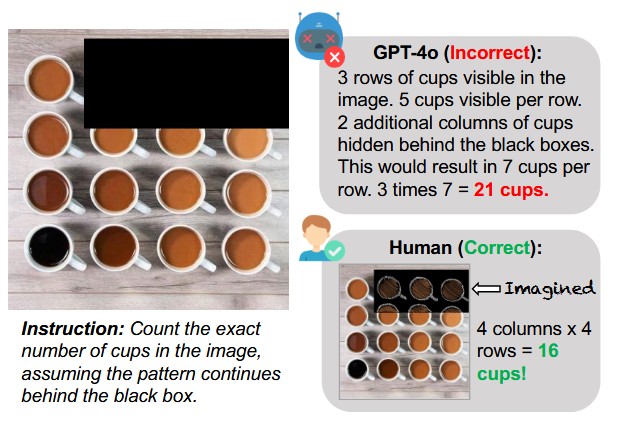 GPT-4o (Incorrect):
3 rows of cups visible in the
image. 5 cups visible per row.
2 additional columns of cups
hidden behind the black boxes.
This would result in 7 cups per
row. 3 times 7 = 21 cups.
Human (Correct):
Imagined
4 columns x 4
rows = 16
cups!
Instruction: Count the exact
number of cups in the image,
assuming the pattern continues
behind the black box.